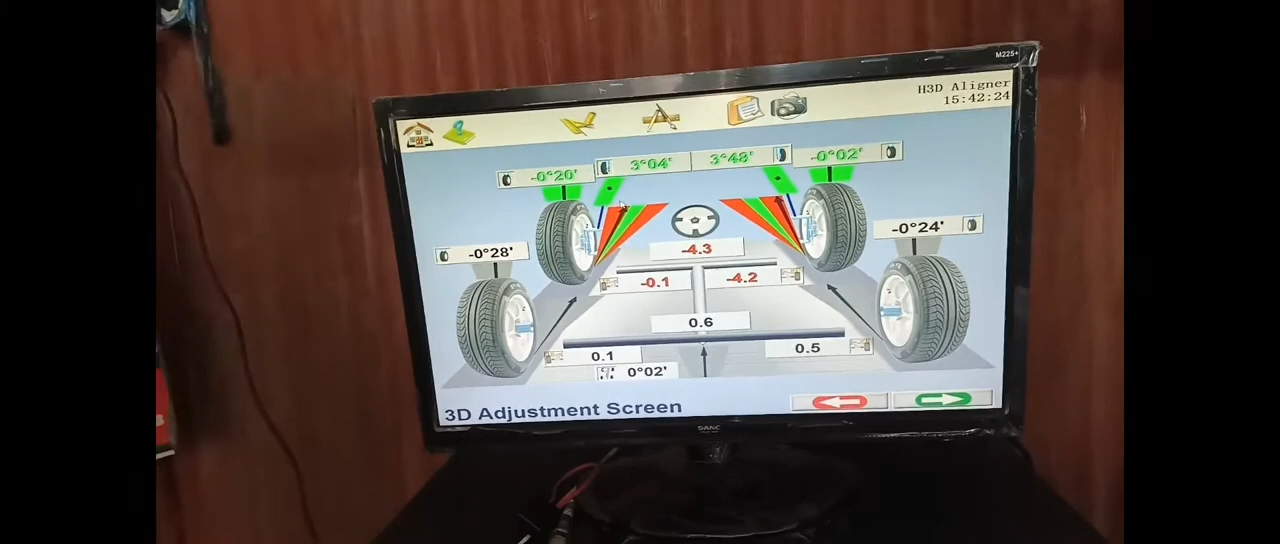 M225+
H3D Aligner
15:42:24
-0°20' 3°04' 3°48' -0°02'
-0°28' -0°24'
-4.3
-0.1 -4.2
0.6
0.1 0.5
0°02'
3D Adjustment Screen